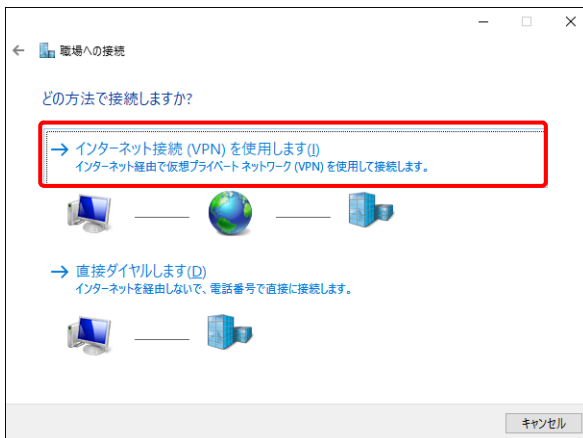 職場への接続
どの方法で接続しますか?
インターネット接続 (VPN) を使用します(I)
インターネット経由で仮想プライベート ネットワーク (VPN) を使用して接続します。
直接ダイヤルします(D)
インターネットを経由しないで、電話番号で直接に接続します。
キャンセル